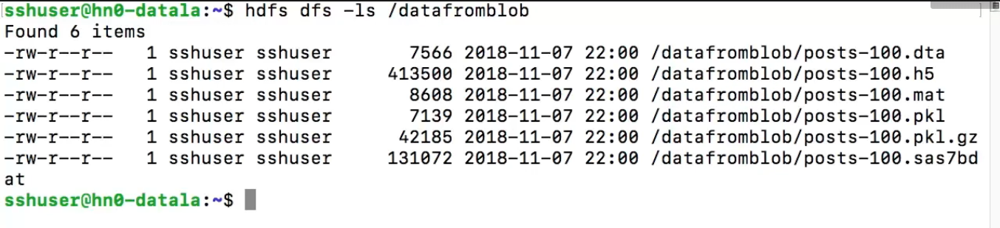 sshuser@hn0-datala:~$ hdfs dfs -ls /datafromblob
Found 6 items
-rw-r--r--   1 sshuser sshuser       7566 2018-11-07 22:00 /datafromblob/posts-100.dta
-rw-r--r--   1 sshuser sshuser     413500 2018-11-07 22:00 /datafromblob/posts-100.h5
-rw-r--r--   1 sshuser sshuser       8608 2018-11-07 22:00 /datafromblob/posts-100.mat
-rw-r--r--   1 sshuser sshuser       7139 2018-11-07 22:00 /datafromblob/posts-100.pkl
-rw-r--r--   1 sshuser sshuser      42185 2018-11-07 22:00 /datafromblob/posts-100.pkl.gz
-rw-r--r--   1 sshuser sshuser     131072 2018-11-07 22:00 /datafromblob/posts-100.sas7bd
at
sshuser@hn0-datala:~$